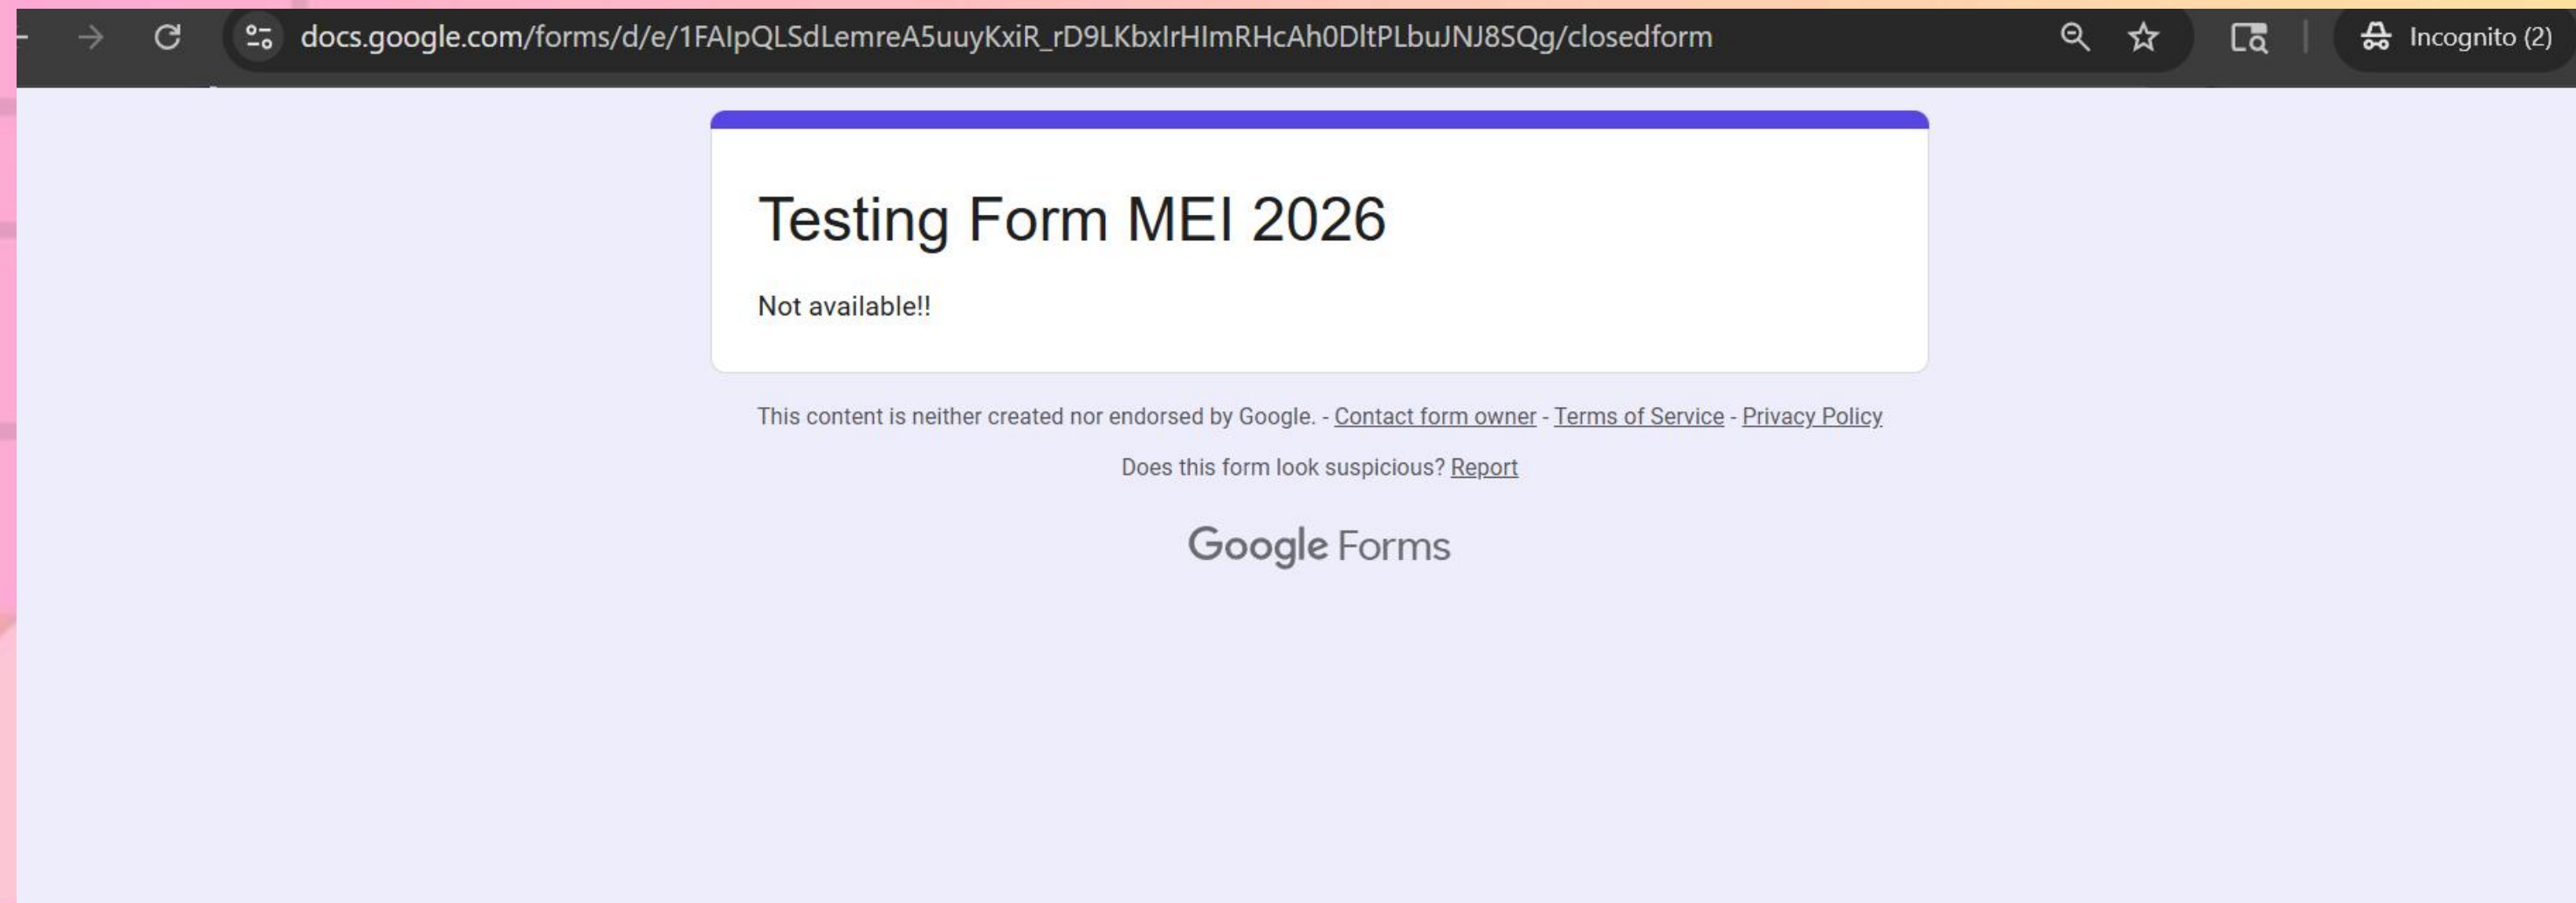 docs.google.com/forms/d/e/1FAIpQLSdLemreA5uuyKxiR_rD9LKbxIrHImRHcAh0DltPLbuJNJ8SQg/closedform
Incognito (2)
Testing Form MEI 2026
Not available!!
This content is neither created nor endorsed by Google. - Contact form owner - Terms of Service - Privacy Policy
Does this form look suspicious? Report
Google Forms